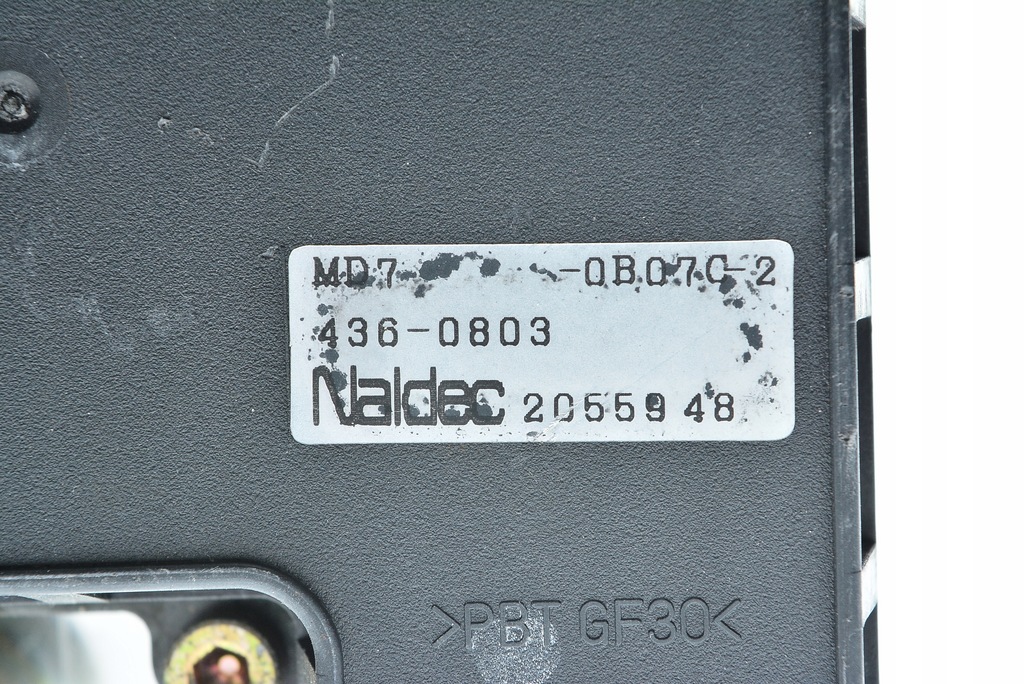 MD7 -0B07C-2
436-0803
Naldec 2055948
>PBT GF30<